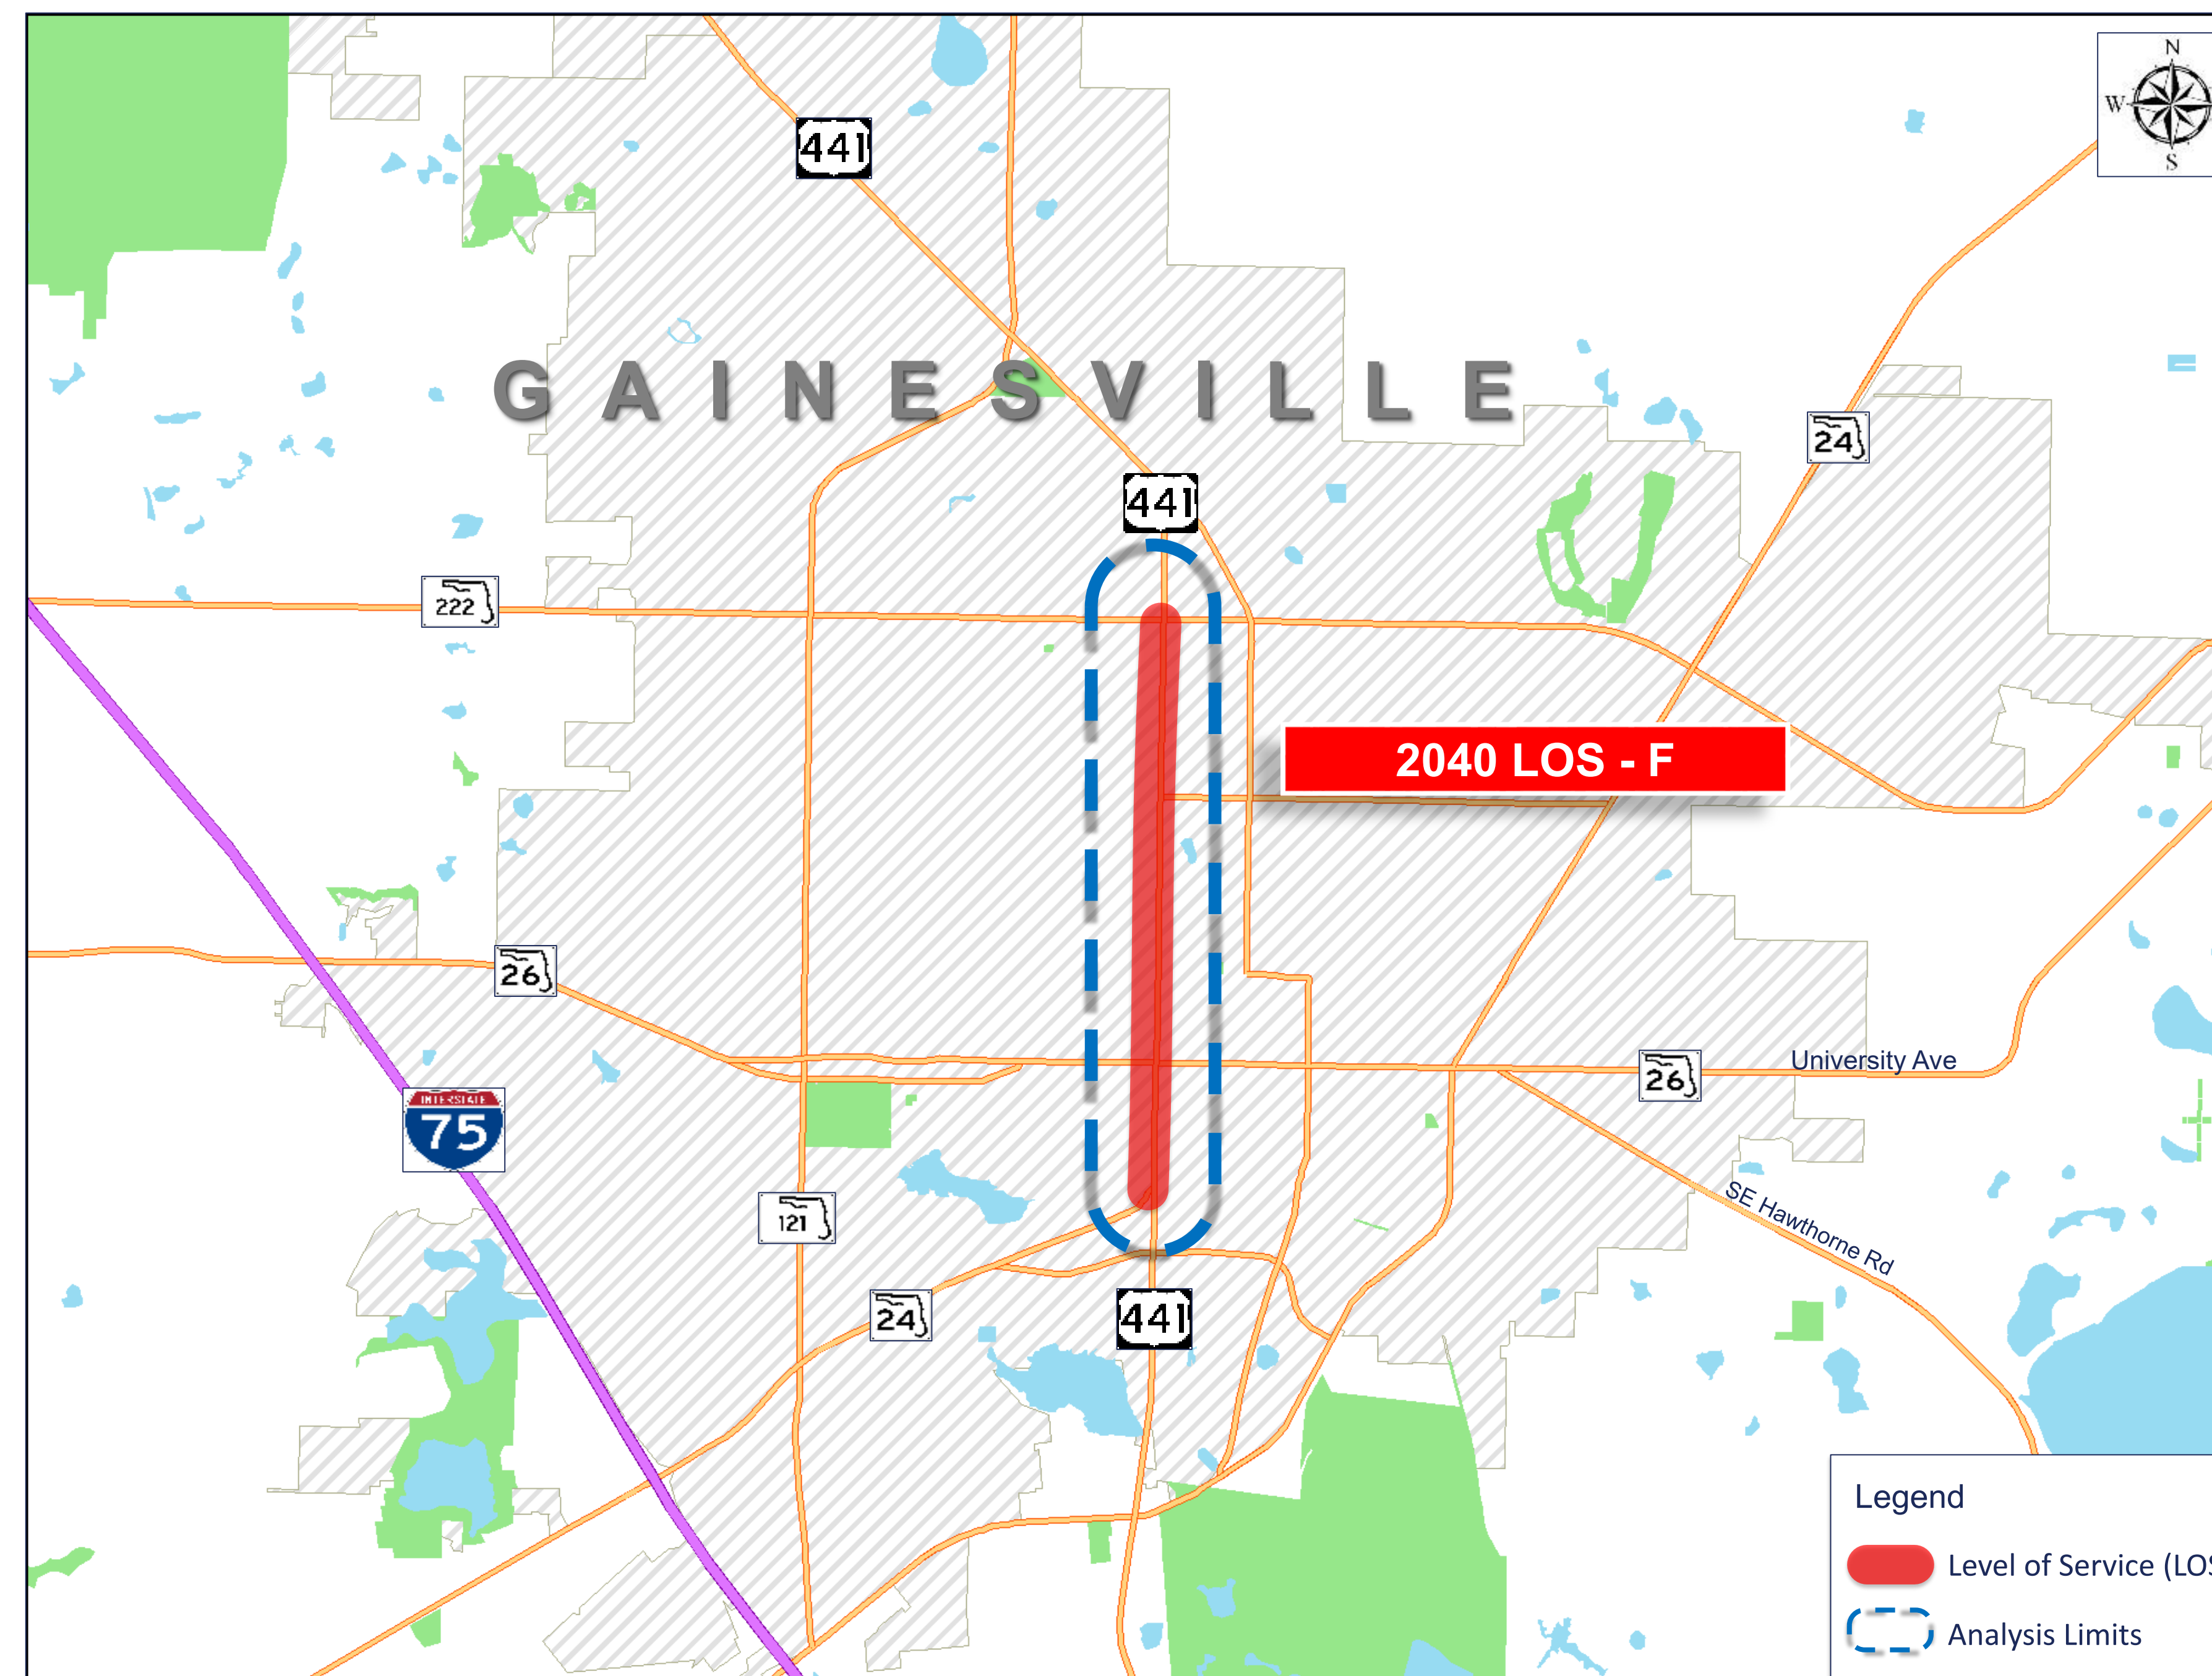 N
W
S
441
GAINESVILLE
24
441
222
2040 LOS - F
26
University Ave
26
INTERSTATE
75
SE Hawthorne Rd
121
24
441
Legend
Level of Service (LOS
Analysis Limits